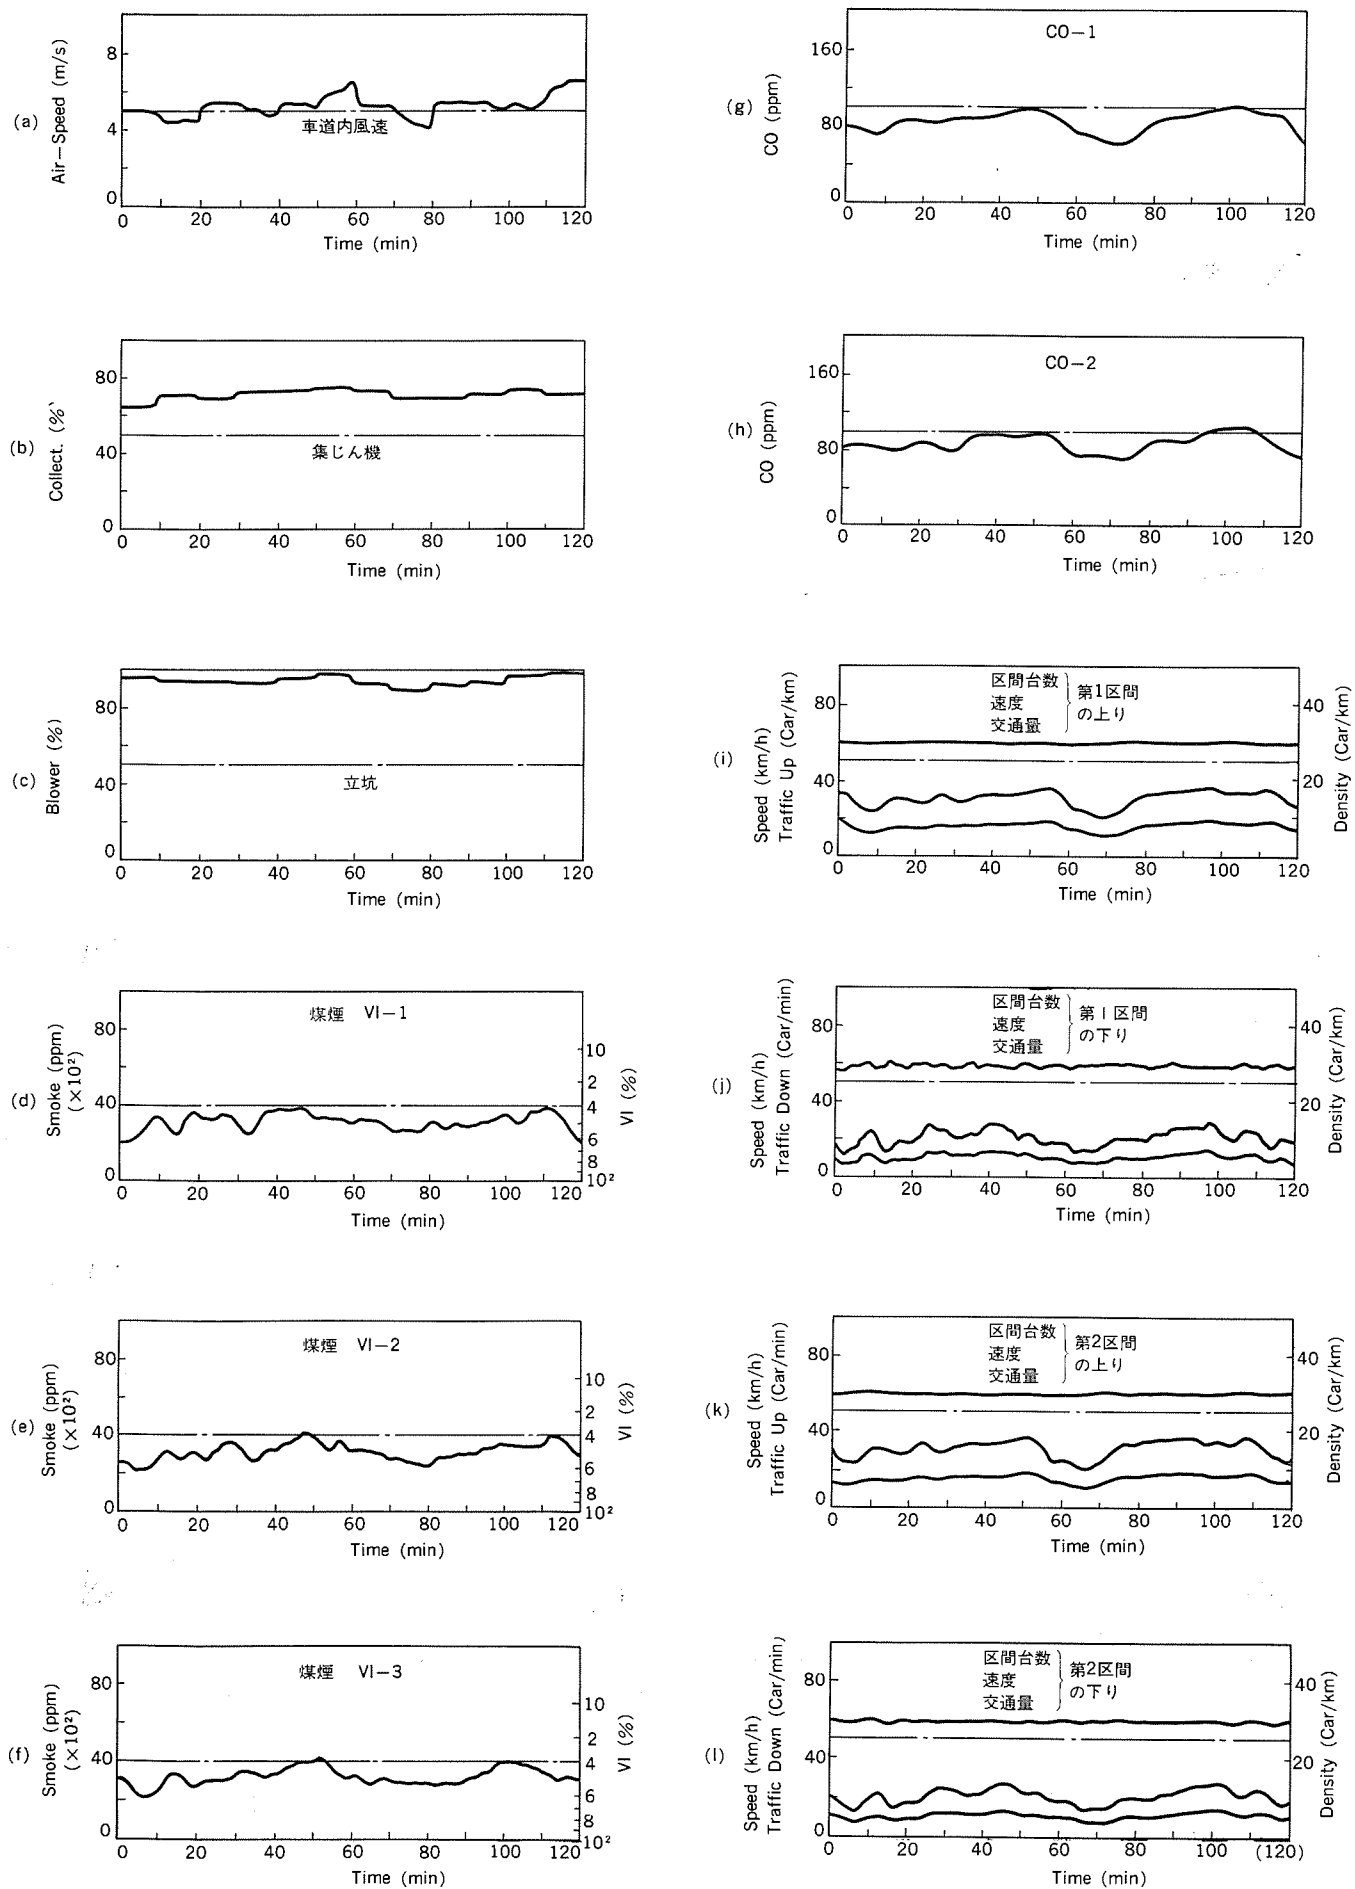 (a)
Air−Speed (m/s)
8
4
0
車道内風速
0 20 40 60 80 100 120
Time (min)
(b)
Collect. (%)
80
40
0
集じん機
0 20 40 60 80 100 120
Time (min)
(c)
Blower (%)
80
40
0
立坑
0 20 40 60 80 100 120
Time (min)
(d)
Smoke (ppm)
(×10²)
80
40
0
煤煙 VI−1
10
2
4
6
8
10²
VI (%)
0 20 40 60 80 100 120
Time (min)
(e)
Smoke (ppm)
(×10²)
80
40
0
煤煙 VI−2
10
2
4
6
8
10²
VI (%)
0 20 40 60 80 100 120
Time (min)
(f)
Smoke (ppm)
(×10²)
80
40
0
煤煙 VI−3
10
2
4
6
8
10²
VI (%)
0 20 40 60 80 100 120
Time (min)
(g)
CO (ppm)
160
80
0
CO−1
0 20 40 60 80 100 120
Time (min)
(h)
CO (ppm)
160
80
0
CO−2
0 20 40 60 80 100 120
Time (min)
(i)
Speed (km/h)
Traffic Up (Car/km)
80
40
0
区間台数
速度
交通量
第1区間
の上り
40
20
Density (Car/km)
0 20 40 60 80 100 120
Time (min)
(j)
Speed (km/h)
Traffic Down (Car/min)
80
40
0
区間台数
速度
交通量
第1区間
の下り
40
20
Density (Car/km)
0 20 40 60 80 100 120
Time (min)
(k)
Speed (km/h)
Traffic Up (Car/min)
80
40
0
区間台数
速度
交通量
第2区間
の上り
40
20
Density (Car/km)
0 20 40 60 80 100 120
Time (min)
(l)
Speed (km/h)
Traffic Down (Car/min)
80
40
0
区間台数
速度
交通量
第2区間
の下り
40
20
Density (Car/km)
0 20 40 60 80 100 (120)
Time (min)